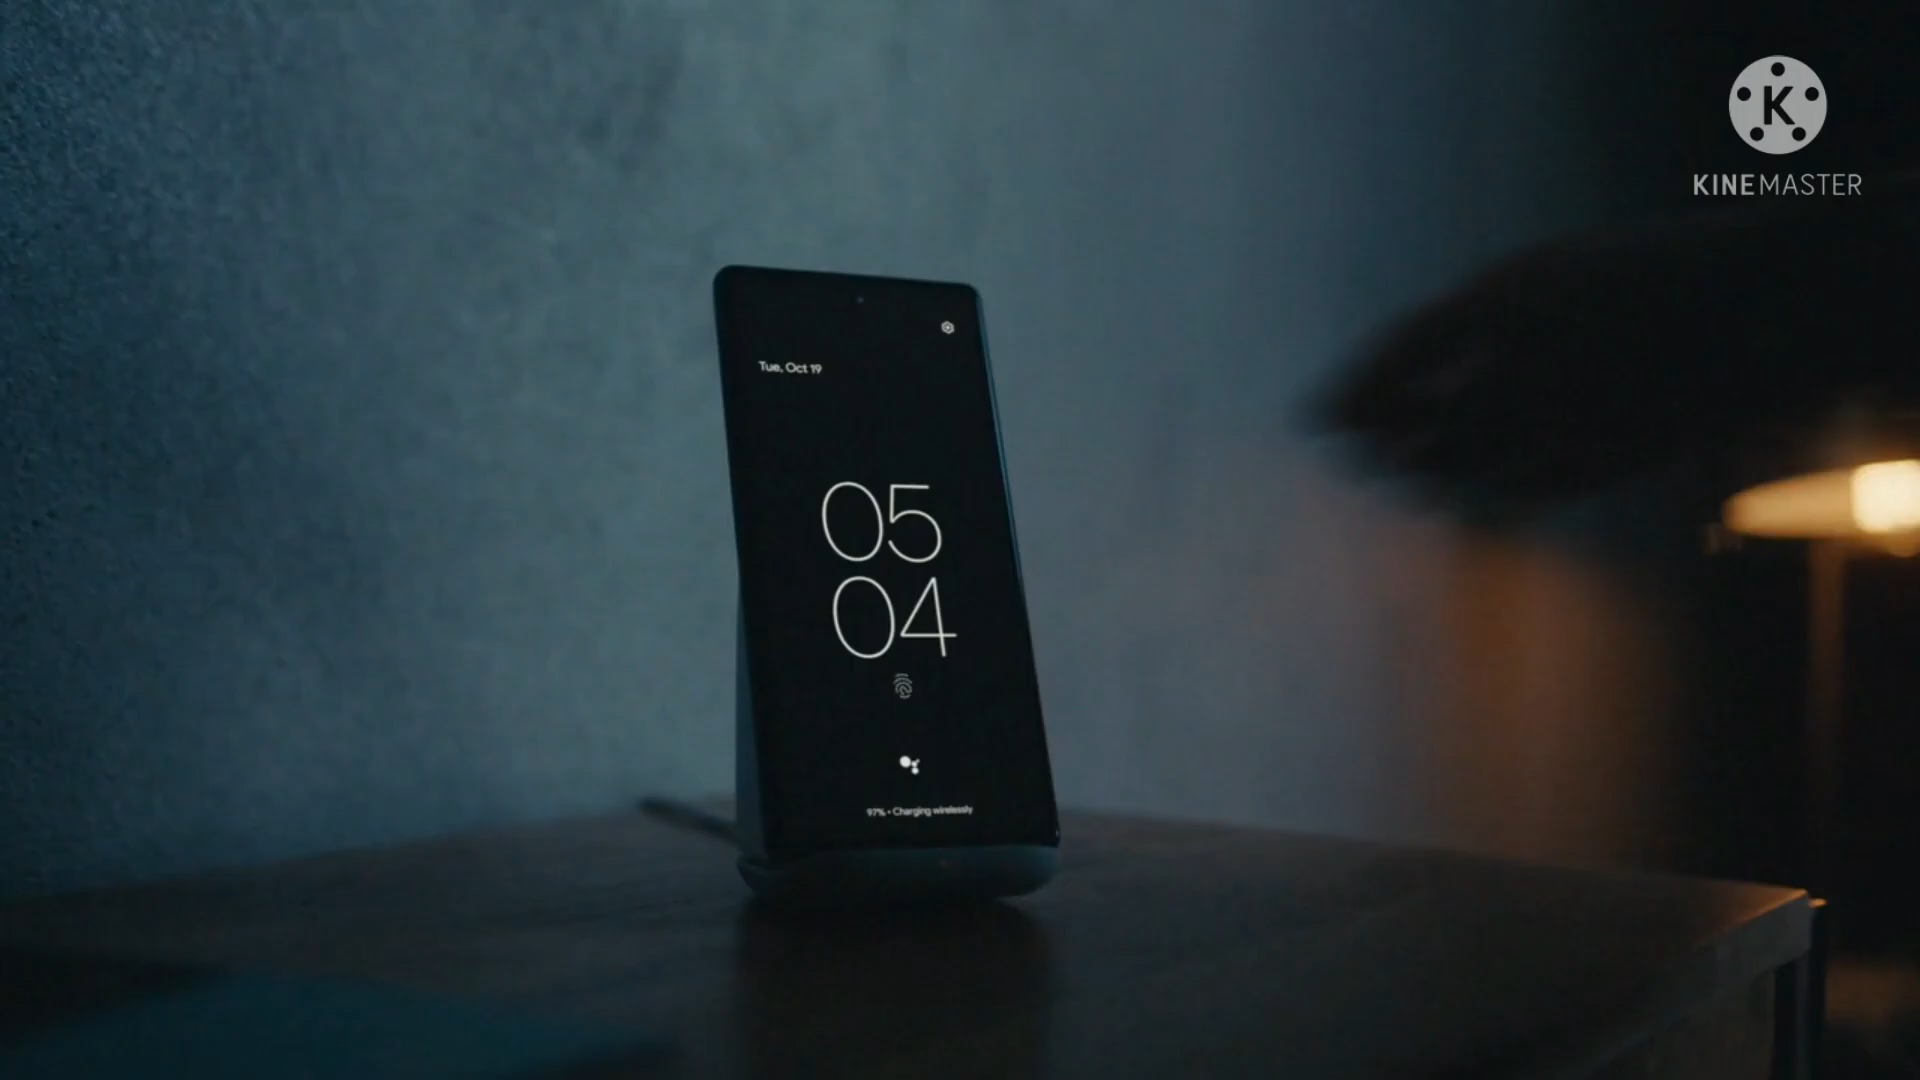 K
KINEMASTER
Tue, Oct 19
05
04
97% • Charging wirelessly